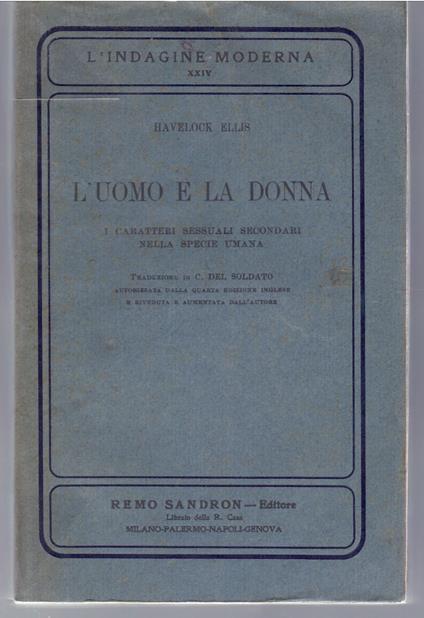 L'INDAGINE MODERNA
XXIV
HAVELOCK ELLIS
L'UOMO E LA DONNA
I CARATTERI SESSUALI SECONDARI
NELLA SPECIE UMANA
TRADUZIONE DI C. DEL SOLDATO
AUTORIZZATA DALLA QUARTA EDIZIONE INGLESE
E RIVEDUTA E AUMENTATA DALL'AUTORE
REMO SANDRON — Editore
Libraio della R. Casa
MILANO-PALERMO-NAPOLI-GENOVA